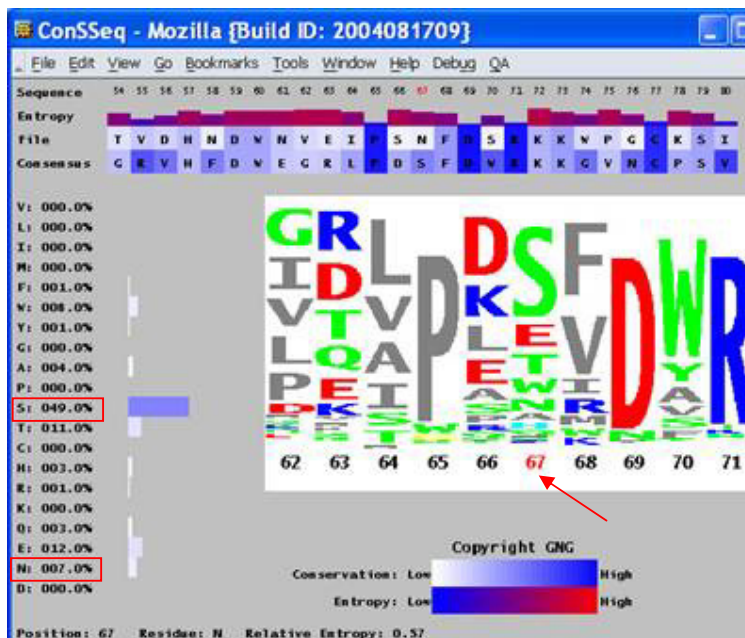 ConSSeq - Mozilla {Build ID: 2004081709}
File Edit View Go Bookmarks Tools Window Help Debug QA
Sequence 54 55 56 57 58 59 60 61 62 63 64 65 66 67 68 69 70 71 72 73 74 75 76 77 78 79 80
Entropy
File T V D H N D W N V E I P S N F D S R K K W P G C K S I
Consensus G R V H F D W E G R L P D S F D W R K K G V N C P S V
V: 000.0%
L: 000.0%
I: 000.0%
M: 000.0%
F: 001.0%
W: 008.0%
Y: 001.0%
G: 000.0%
A: 004.0%
P: 000.0%
S: 049.0%
T: 011.0%
C: 000.0%
H: 003.0%
R: 001.0%
K: 000.0%
Q: 003.0%
E: 012.0%
N: 007.0%
D: 000.0%
G R L P D S F D W R
I D V K E V Y
V T A L T I A
L Q I E W R V
P E S A N M
D K T
62 63 64 65 66 67 68 69 70 71
Copyright GNG
Conservation: Low High
Entropy: Low High
Position: 67 Residue: N Relative Entropy: 0.57